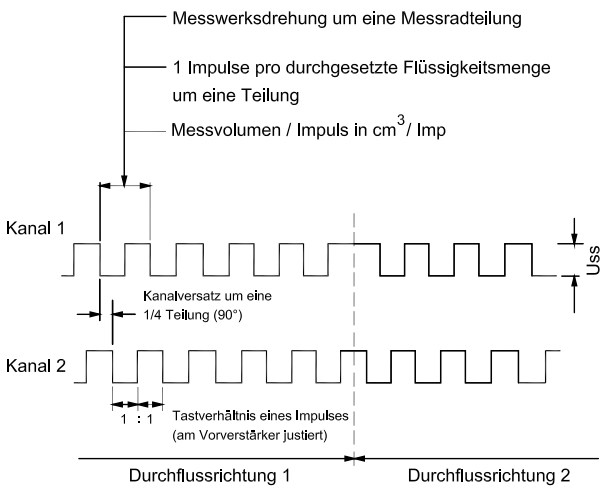 Messwerksdrehung um eine Messradteilung
1 Impulse pro durchgesetzte Flüssigkeitsmenge
um eine Teilung
Messvolumen / Impuls in cm³/ Imp
Kanal 1
Uss
Kanalversatz um eine
1/4 Teilung (90°)
Kanal 2
1 : 1
Tastverhältnis eines Impulses
(am Vorverstärker justiert)
Durchflussrichtung 1
Durchflussrichtung 2